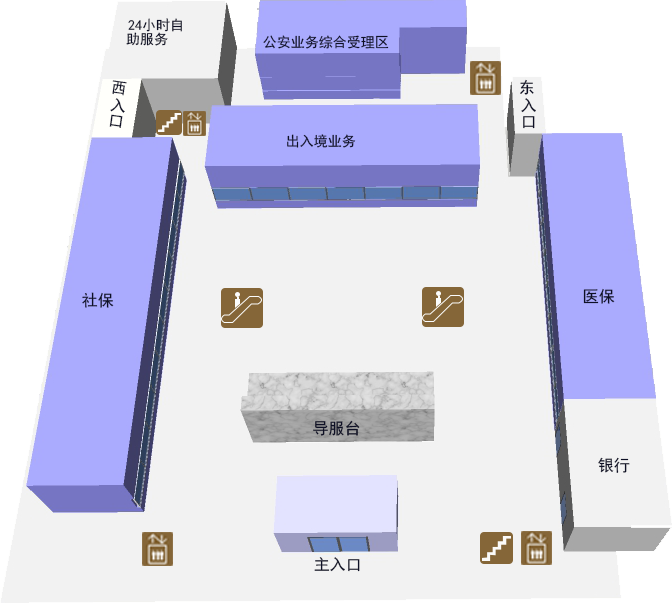 24小时自
助服务
公安业务综合受理区
西入口
东入口
出入境业务
社保
医保
导服台
银行
主入口